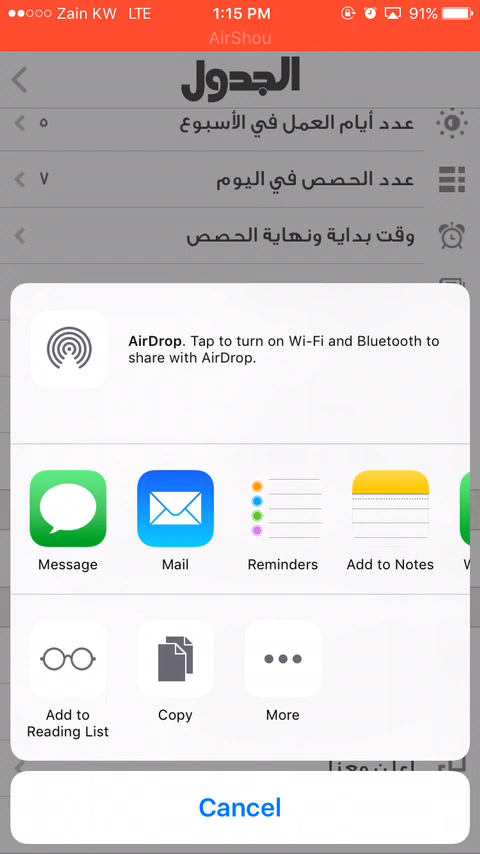 Zain KW LTE 1:15 PM 91%
AirShou
الجدول
عدد أيام العمل في الأسبوع ٥
عدد الحصص في اليوم ٧
وقت بداية ونهاية الحصص
AirDrop. Tap to turn on Wi-Fi and Bluetooth to
share with AirDrop.
Message Mail Reminders Add to Notes
Add to Copy More
Reading List
أعلن معنا
Cancel